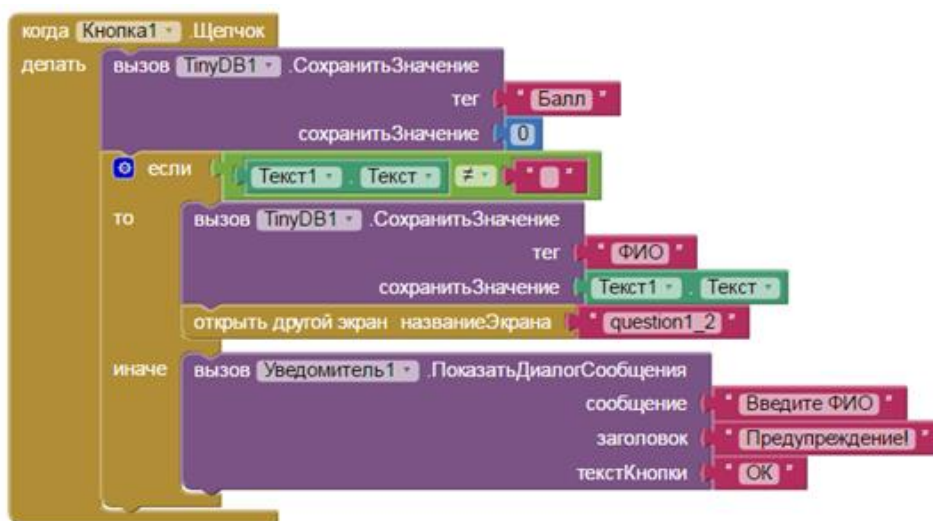 когда Кнопка1 .Щелчок
делать вызов TinyDB1 .СохранитьЗначение
тег " Балл "
сохранитьЗначение 0
если Текст1 . Текст ≠ " "
то вызов TinyDB1 .СохранитьЗначение
тег " ФИО "
сохранитьЗначение Текст1 . Текст
открыть другой экран названиеЭкрана " question1_2 "
иначе вызов Уведомитель1 .ПоказатьДиалогСообщения
сообщение " Введите ФИО "
заголовок " Предупреждение! "
текстКнопки " ОК "